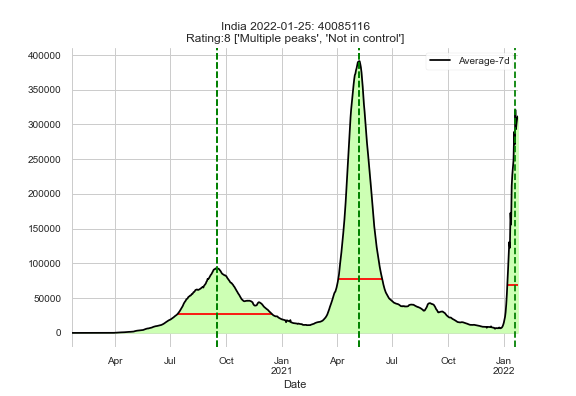 India 2022-01-25: 40085116
Rating:8 ['Multiple peaks', 'Not in control']
Average-7d
400000
350000
300000
250000
200000
150000
100000
50000
0
Apr Jul Oct Jan Apr Jul Oct Jan
2021 2022
Date